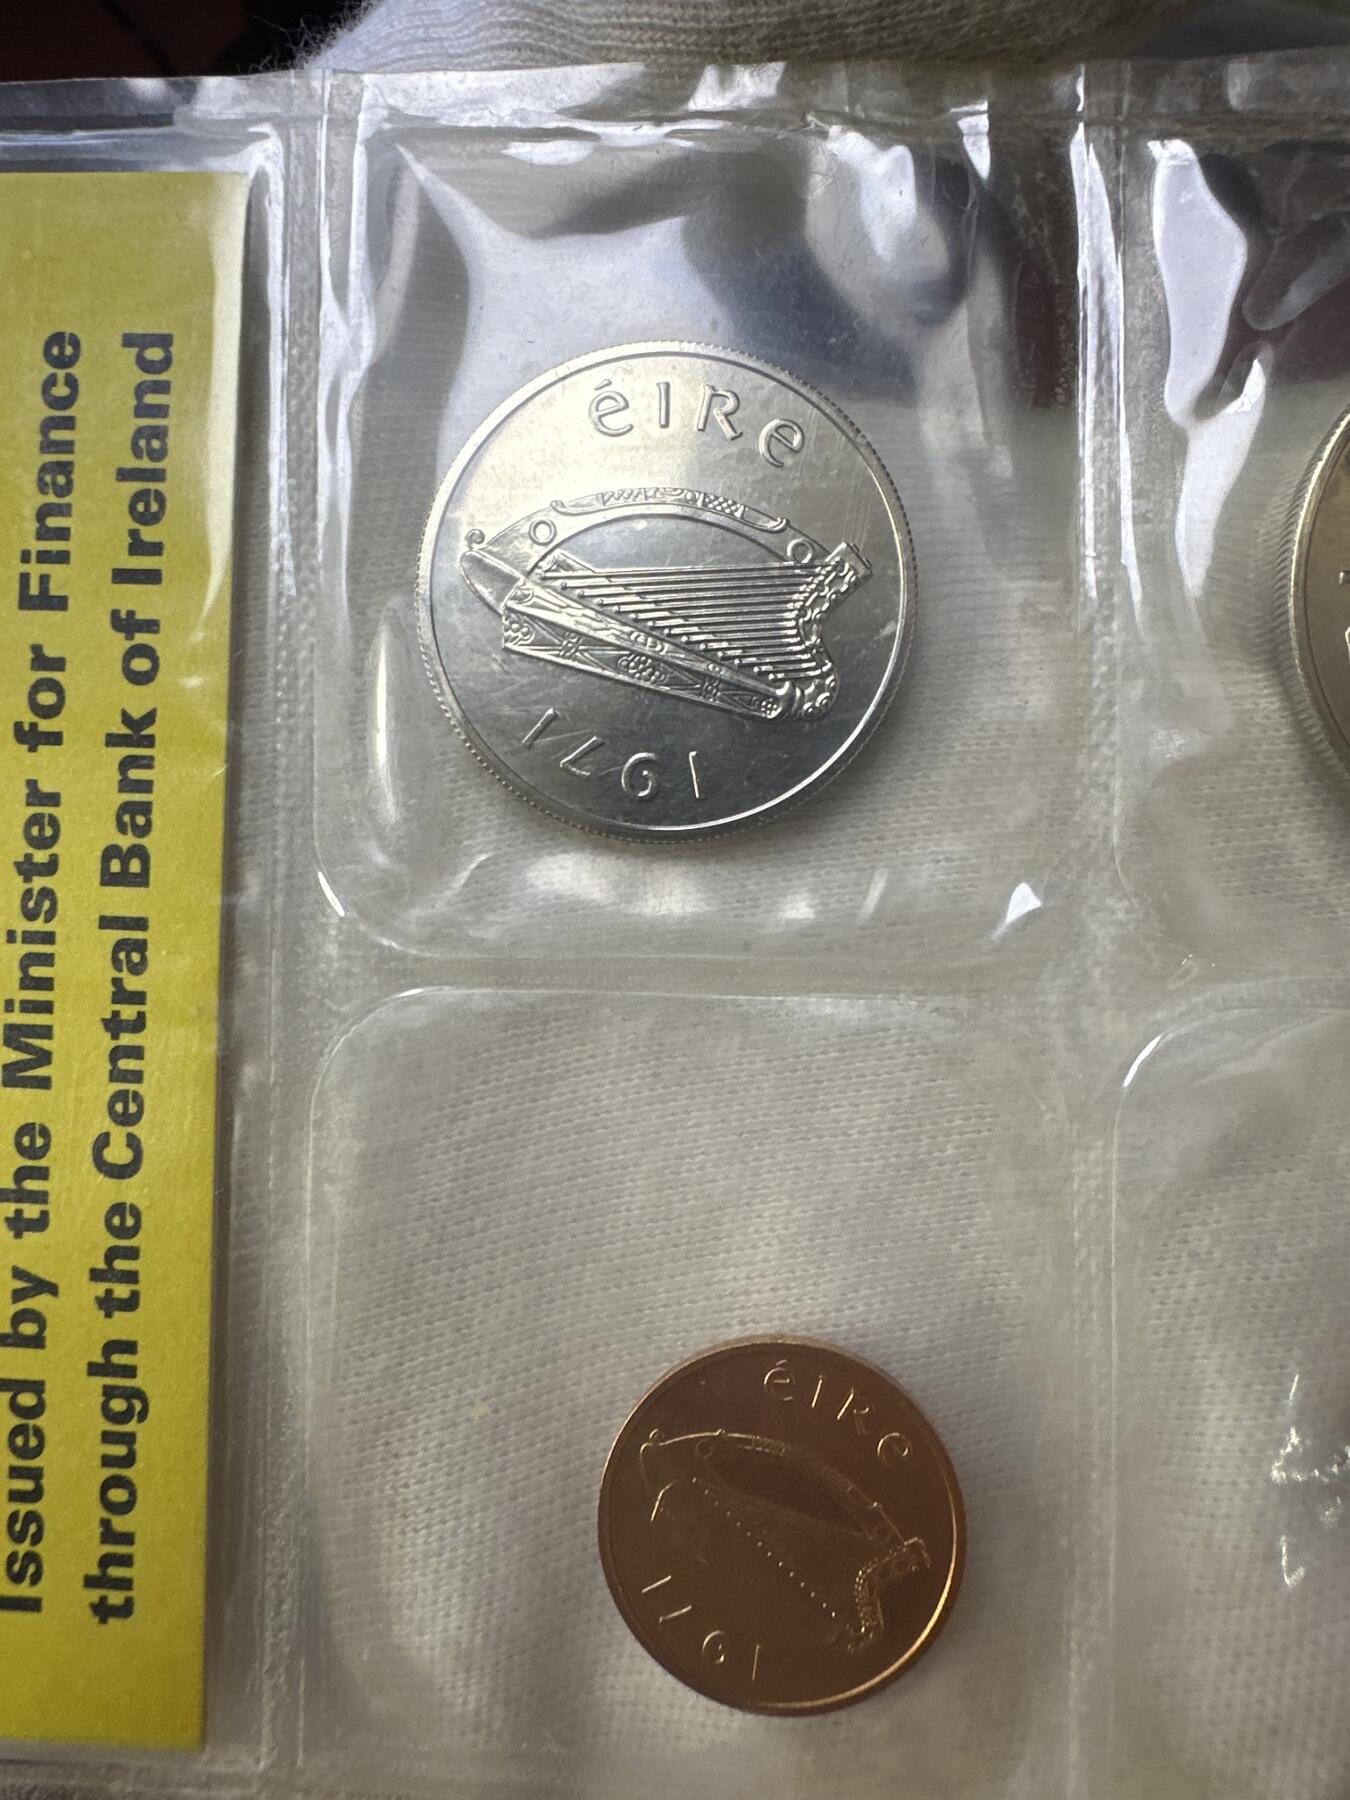 Issued by the Minister for Finance
through the Central Bank of Ireland
éIRe
1971
éIRe
1971